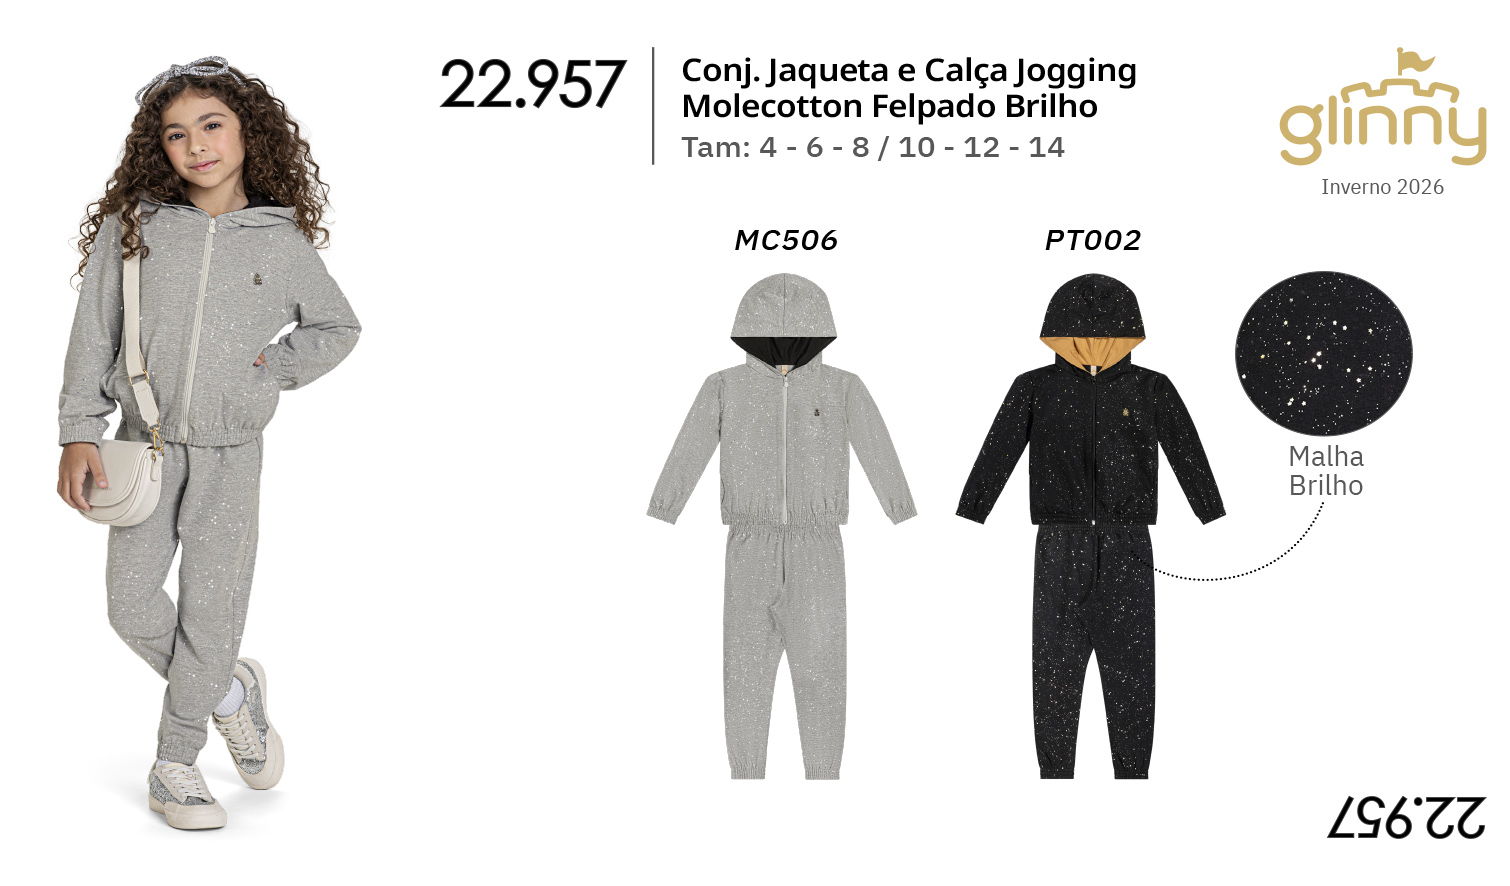 22.957
Conj. Jaqueta e Calça Jogging
Molecotton Felpado Brilho
Tam: 4 - 6 - 8 / 10 - 12 - 14
glinny
Inverno 2026
MC506
PT002
Malha
Brilho
22.957